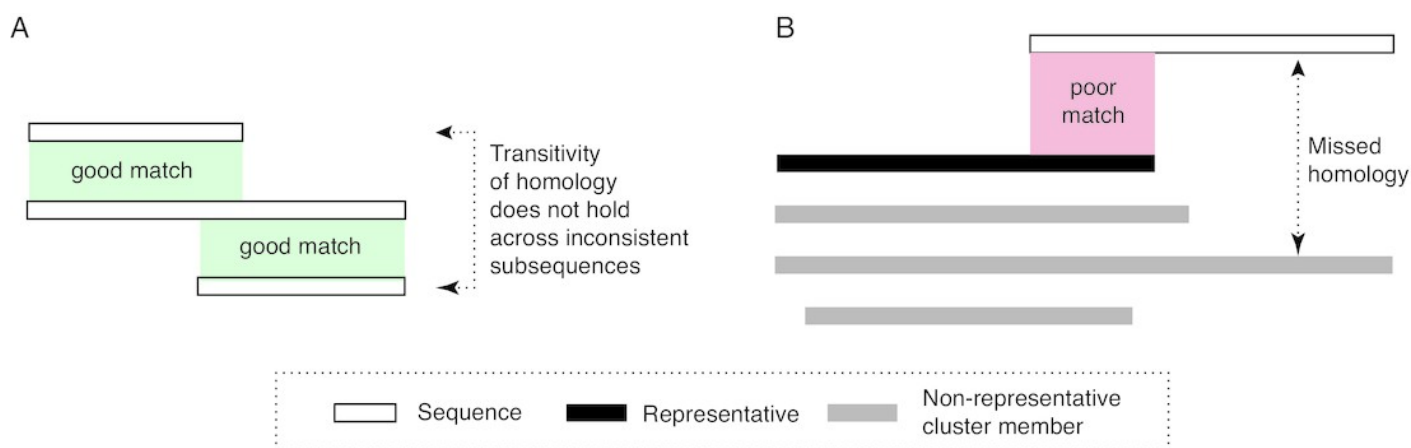 A
good match
good match
Transitivity
of homology
does not hold
across inconsistent
subsequences
B
poor
match
Missed
homology
Sequence
Representative
Non-representative
cluster member